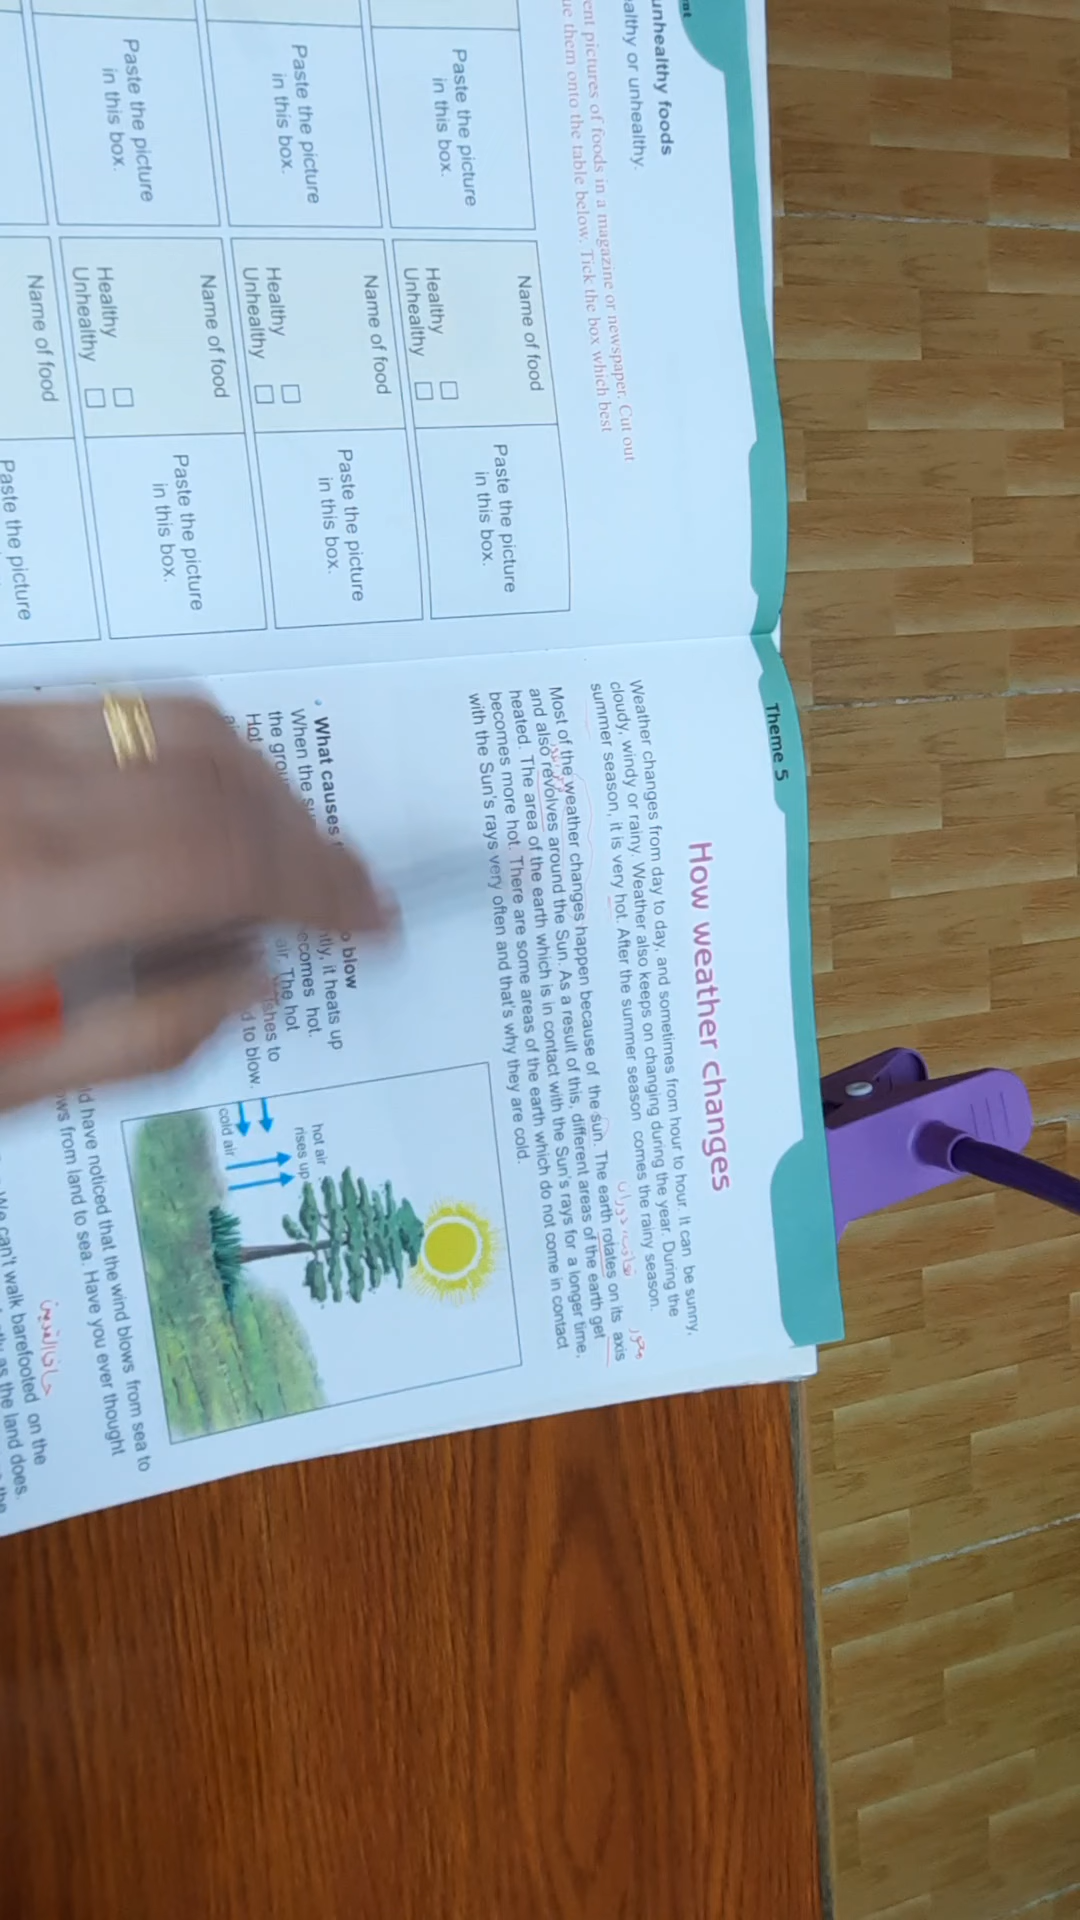 unhealthy foods
healthy or unhealthy.
pictures of foods in a magazine or newspaper. Cut out
them onto the table below. Tick the box which best
Paste the picture
in this box.
Name of food
Healthy
Unhealthy
Paste the picture
in this box.
Paste the picture
in this box.
Name of food
Healthy
Unhealthy
Paste the picture
in this box.
Paste the picture
in this box.
Name of food
Healthy
Unhealthy
Paste the picture
in this box.
Name of food
Paste the picture
Theme 5
How weather changes
Weather changes from day to day, and sometimes from hour to hour. It can be sunny,
cloudy, windy or rainy. Weather also keeps on changing during the year. During the
summer season, it is very hot. After the summer season comes the rainy season.
محور
Most of the weather changes happen because of the sun. The earth rotates on its axis
and also revolves around the Sun. As a result of this, different areas of the earth get
heated. The area of the earth which is in contact with the Sun's rays for a longer time,
becomes more hot. There are some areas of the earth which do not come in contact
with the Sun's rays very often and that's why they are cold.
What causes blow
When the it heats up
the becomes hot.
Hot air. The hot
to
to blow.
hot air
rises up
cold air
have noticed that the wind blows from sea to
from land to sea. Have you ever thought
We can't walk barefooted on the
as the land does.
the